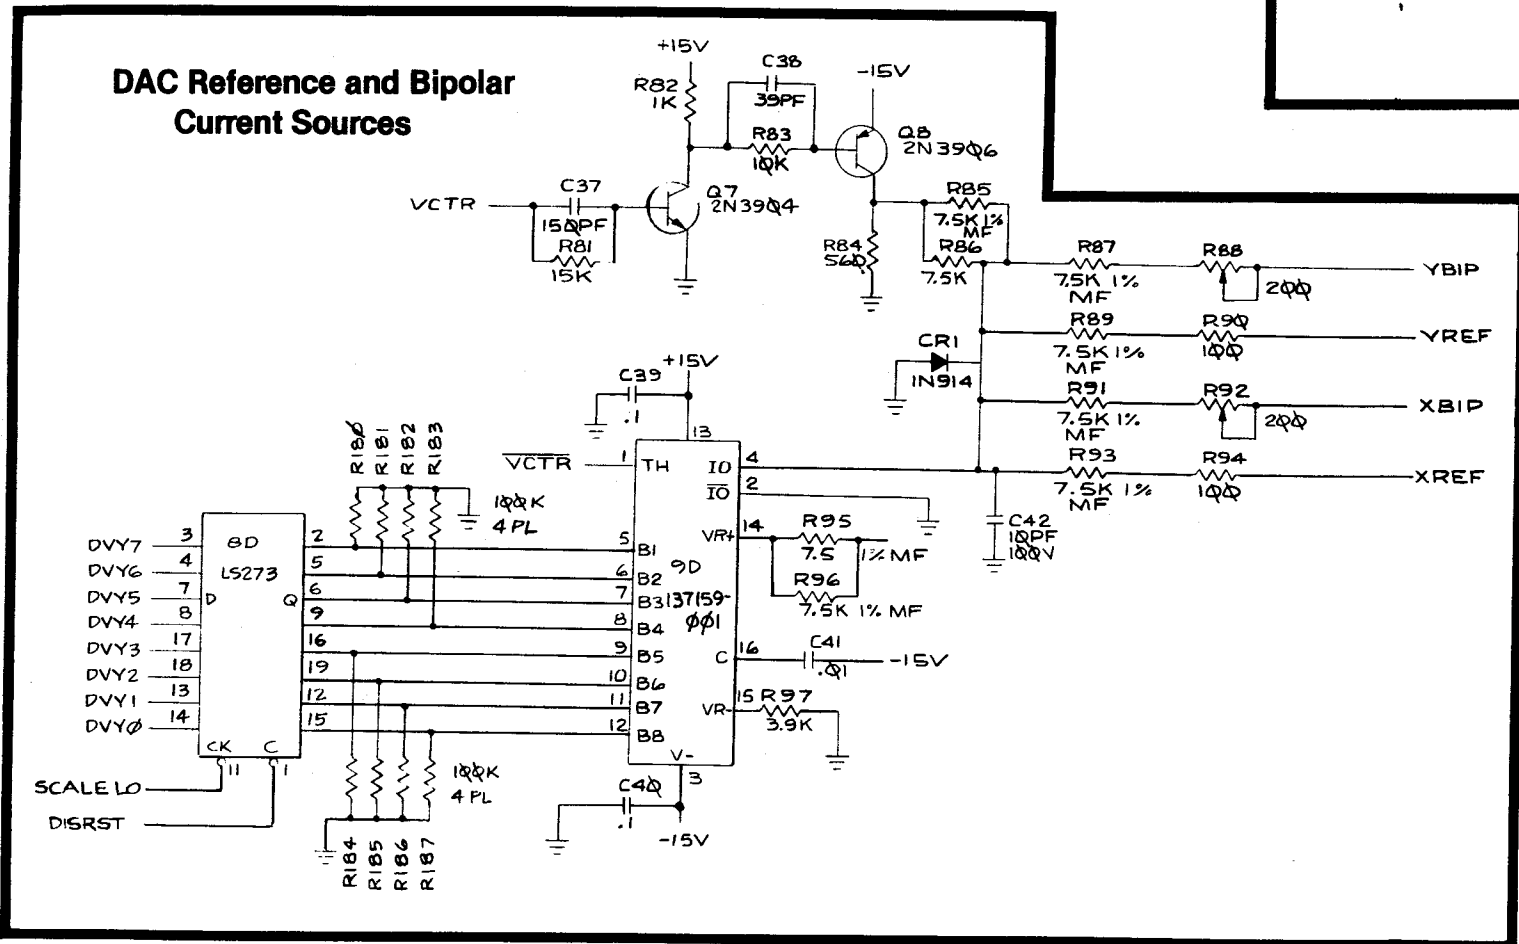 DAC Reference and Bipolar
Current Sources
+15V
R82
1K
C38
39PF
R83
10K
-15V
Q8
2N3906
VCTR
C37
150PF
R81
15K
Q7
2N3904
R84
560
R85
7.5K 1%
MF
R86
7.5K
R87
7.5K 1%
MF
R88
200
YBIP
R89
7.5K 1%
MF
R90
100
YREF
CR1
1N914
R91
7.5K 1%
MF
R92
200
XBIP
R93
7.5K 1%
MF
R94
100
XREF
C42
10PF
100V
+15V
C39
.1
13
VCTR
1
TH
IO
4
IO
2
VR+
14
R95
7.5
1% MF
R96
7.5K 1% MF
9D
137159-
001
C
16
C41
.01
-15V
VR-
15
R97
3.9K
V-
3
C40
.1
-15V
R180
R181
R182
R183
100K
4 PL
8D
LS273
D
Q
CK
C
11
1
DVY7
3
2
5
B1
DVY6
4
5
6
B2
DVY5
7
6
7
B3
DVY4
8
9
8
B4
DVY3
17
16
9
B5
DVY2
18
19
10
B6
DVY1
13
12
11
B7
DVY0
14
15
12
B8
SCALE LO
DISRST
100K
4 PL
R184
R185
R186
R187